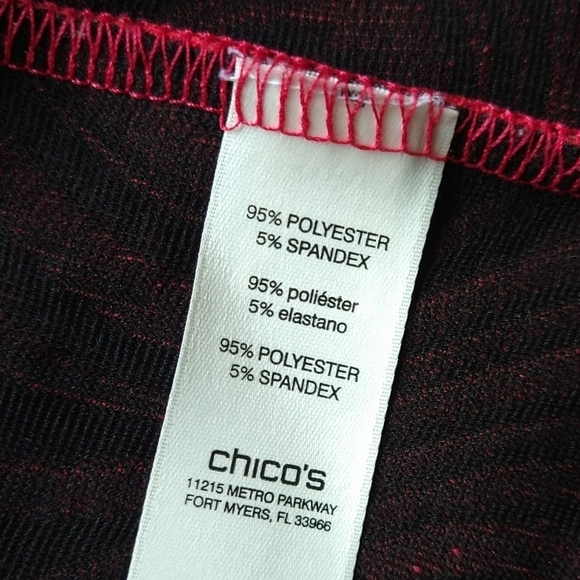 95% POLYESTER
5% SPANDEX
95% poliéster
5% elastano
95% POLYESTER
5% SPANDEX
chico's
11215 METRO PARKWAY
FORT MYERS, FL 33966